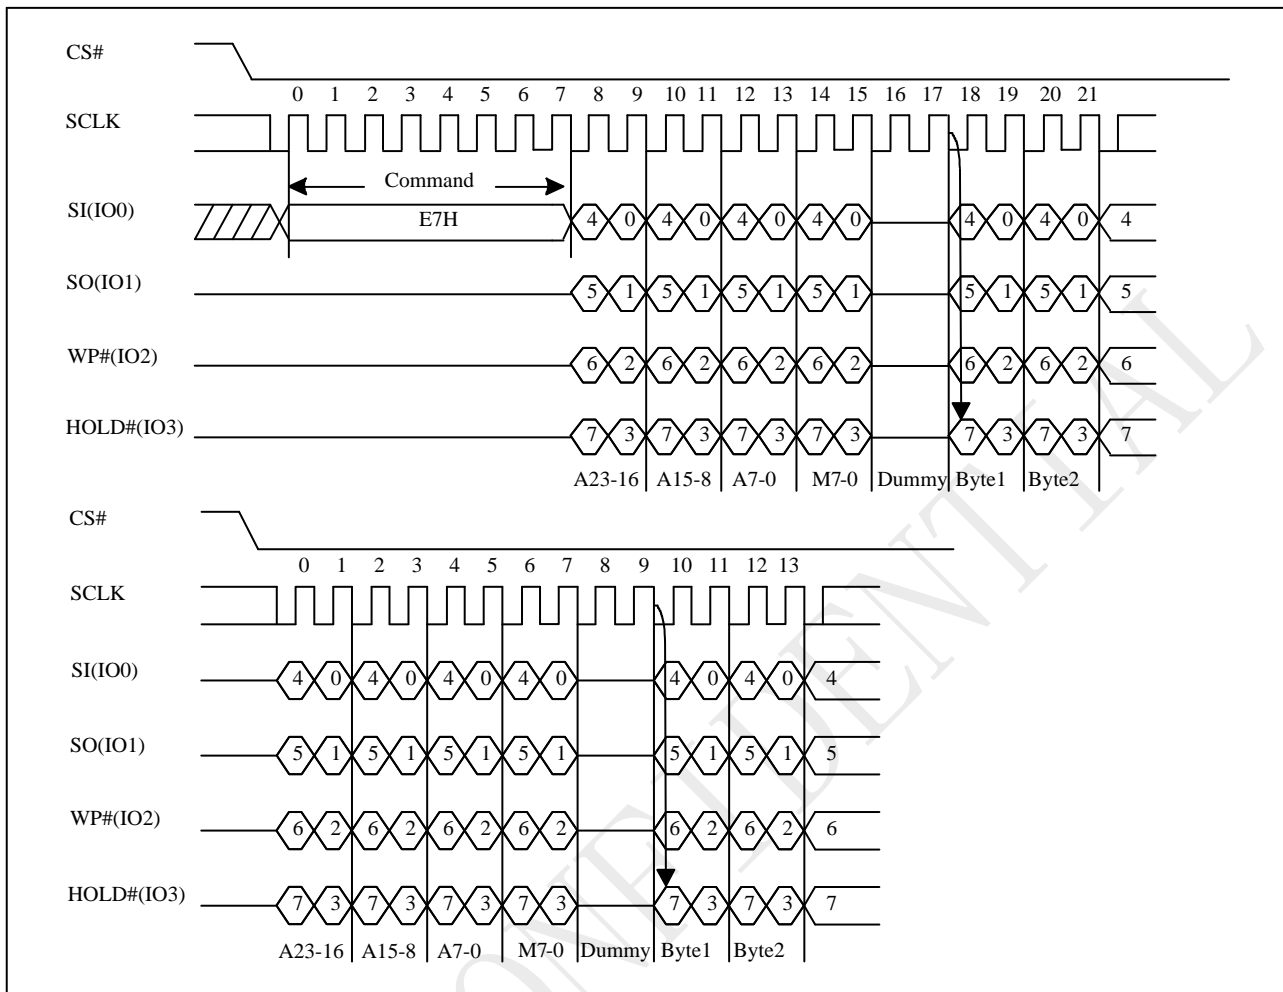 CS#
0 1 2 3 4 5 6 7 8 9 10 11 12 13 14 15 16 17 18 19 20 21
SCLK
Command
SI(IO0) E7H 4 0 4 0 4 0 4 0 4 0 4 0 4
SO(IO1) 5 1 5 1 5 1 5 1 5 1 5 1 5
WP#(IO2) 6 2 6 2 6 2 6 2 6 2 6 2 6
HOLD#(IO3) 7 3 7 3 7 3 7 3 7 3 7 3 7
A23-16 A15-8 A7-0 M7-0 Dummy Byte1 Byte2
CS#
0 1 2 3 4 5 6 7 8 9 10 11 12 13
SCLK
SI(IO0) 4 0 4 0 4 0 4 0 4 0 4 0 4
SO(IO1) 5 1 5 1 5 1 5 1 5 1 5 1 5
WP#(IO2) 6 2 6 2 6 2 6 2 6 2 6 2 6
HOLD#(IO3) 7 3 7 3 7 3 7 3 7 3 7 3 7
A23-16 A15-8 A7-0 M7-0 Dummy Byte1 Byte2
ONFIDENTIAL